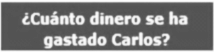 ¿Cuánto dinero se ha
gastado Carlos?